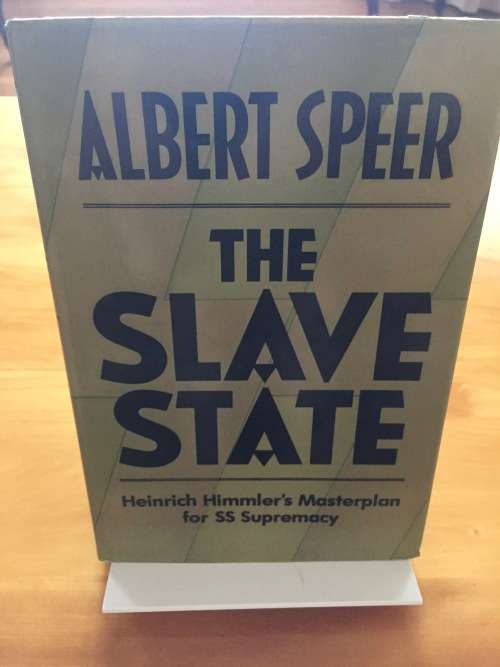 ALBERT SPEER
THE
SLAVE
STATE
Heinrich Himmler's Masterplan
for SS Supremacy